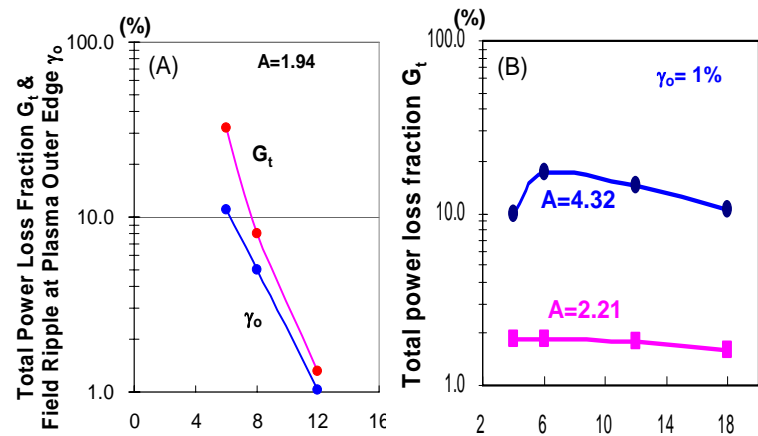 (%)
100.0
(A)
A=1.94
Total Power Loss Fraction Gt &
Field Ripple at Plasma Outer Edge γo
Gt
10.0
γo
1.0
0 4 8 12 16
(%)
100.0
(B)
γo= 1%
Total power loss fraction Gt
10.0
A=4.32
A=2.21
1.0
2 6 10 14 18